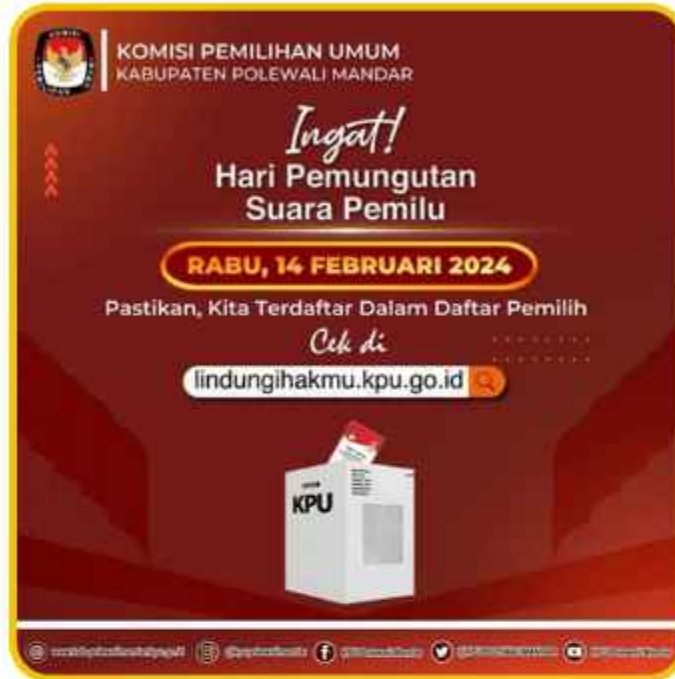 KOMISI PEMILIHAN UMUM
KABUPATEN POLEWALI MANDAR
Ingat!
Hari Pemungutan
Suara Pemilu
RABU, 14 FEBRUARI 2024
Pastikan, Kita Terdaftar Dalam Daftar Pemilih
Cek di
lindungihakmu.kpu.go.id
KPU